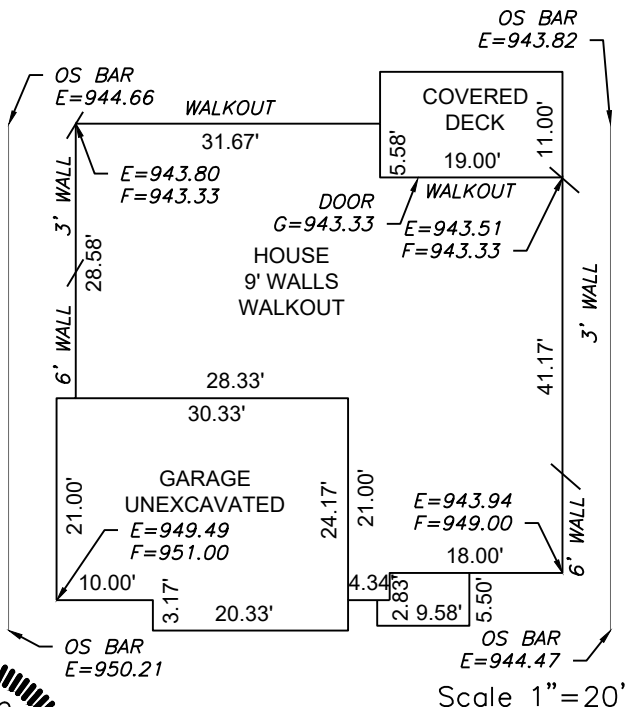 OS BAR
E=943.82
OS BAR
E=944.66
WALKOUT
31.67'
COVERED
DECK
11.00'
5.58'
19.00'
WALKOUT
3' WALL
E=943.80
F=943.33
DOOR
G=943.33
E=943.51
F=943.33
28.58'
HOUSE
9' WALLS
WALKOUT
3' WALL
6' WALL
41.17'
28.33'
30.33'
GARAGE
UNEXCAVATED
21.00'
24.17'
21.00'
E=949.49
F=951.00
E=943.94
F=949.00
6' WALL
18.00'
10.00'
3.17'
20.33'
4.34'
2.83'
9.58'
5.50'
OS BAR
E=950.21
OS BAR
E=944.47
Scale 1"=20'